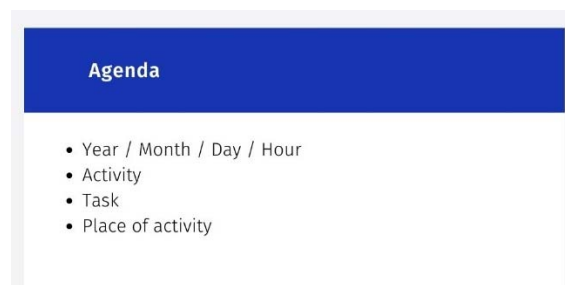 Agenda
• Year / Month / Day / Hour
• Activity
• Task
• Place of activity